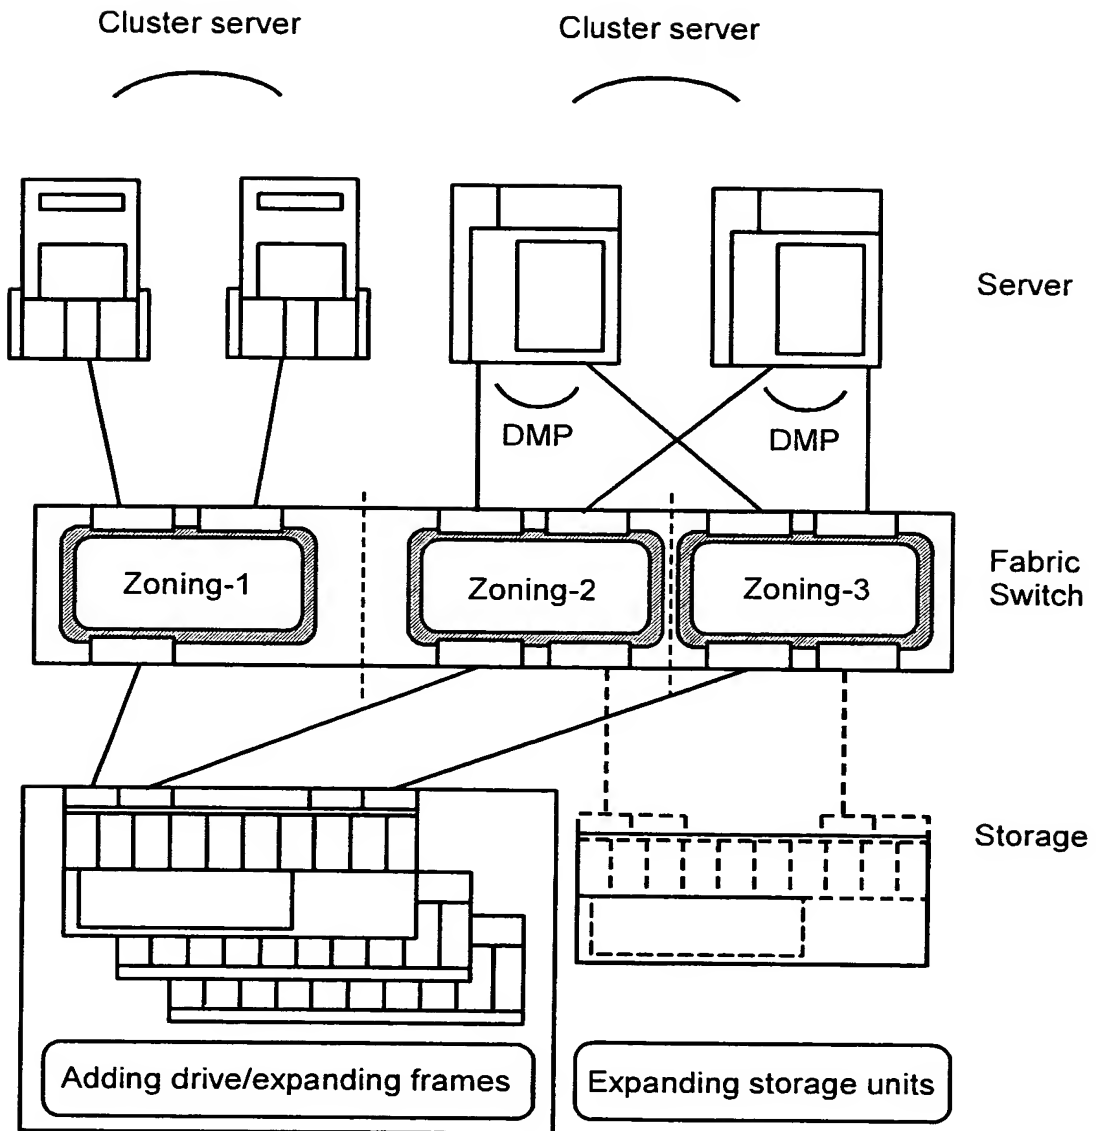 Cluster server
Cluster server
Server
DMP
DMP
Zoning-1
Zoning-2
Zoning-3
Fabric
Switch
Storage
Adding drive/expanding frames
Expanding storage units